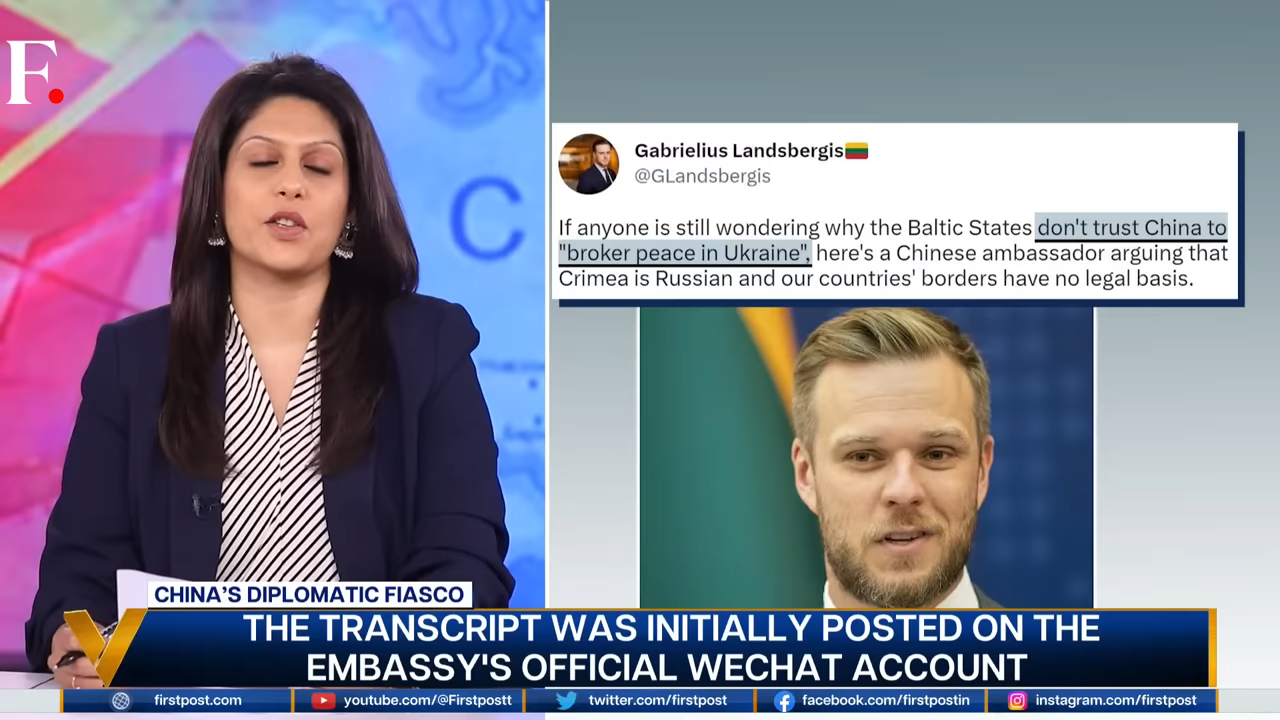 F.
C
Gabrielius Landsbergis
@GLandsbergis
If anyone is still wondering why the Baltic States don't trust China to
"broker peace in Ukraine", here's a Chinese ambassador arguing that
Crimea is Russian and our countries' borders have no legal basis.
CHINA'S DIPLOMATIC FIASCO
THE TRANSCRIPT WAS INITIALLY POSTED ON THE
EMBASSY'S OFFICIAL WECHAT ACCOUNT
firstpost.com
youtube.com/@Firstpostt
twitter.com/firstpost
facebook.com/firstpostin
instagram.com/firstpost